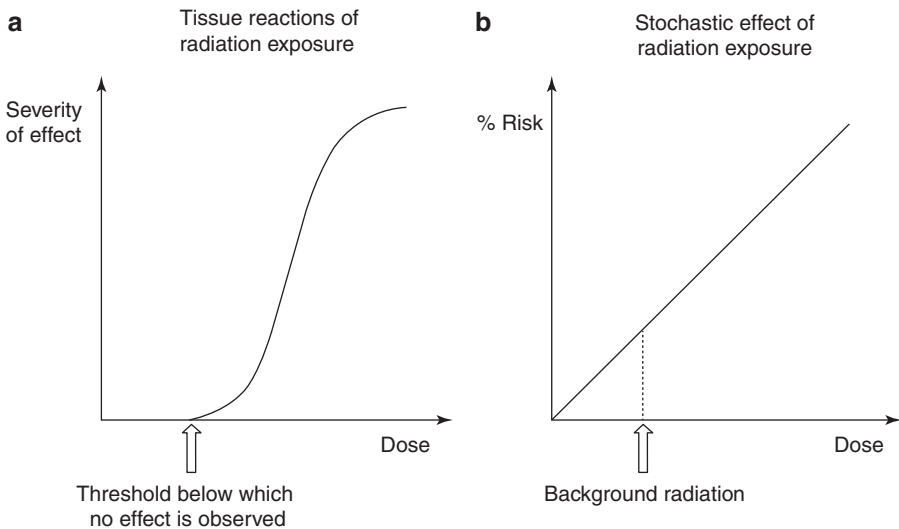 a
Tissue reactions of
radiation exposure
Severity
of effect
Dose
Threshold below which
no effect is observed
b
Stochastic effect of
radiation exposure
% Risk
Dose
Background radiation